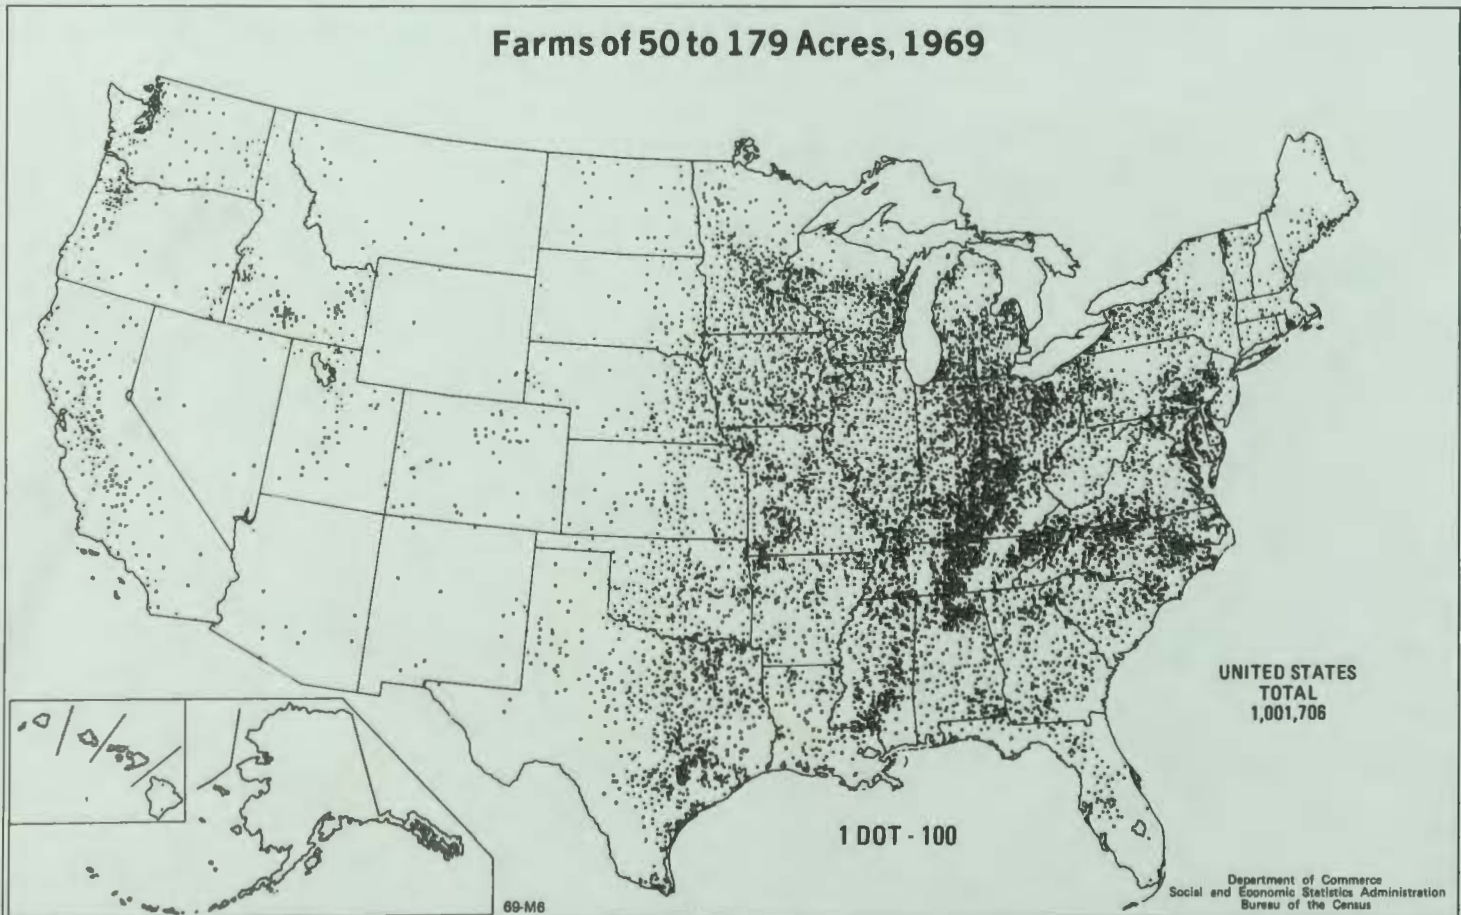 Farms of 50 to 179 Acres, 1969
UNITED STATES
TOTAL
1,001,706
1 DOT - 100
69-M6
Department of Commerce
Social and Economic Statistics Administration
Bureau of the Census